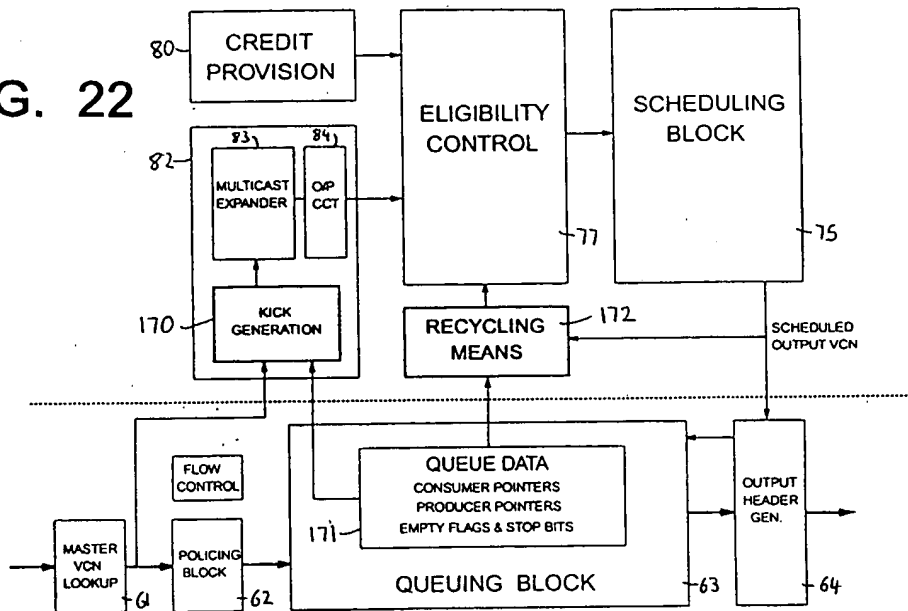 G. 22
80
CREDIT
PROVISION
ELIGIBILITY
CONTROL
77
SCHEDULING
BLOCK
75
82
83
84
MULTICAST
EXPANDER
O/P
CCT
170
KICK
GENERATION
RECYCLING
MEANS
172
SCHEDULED
OUTPUT VCN
FLOW
CONTROL
QUEUE DATA
CONSUMER POINTERS
PRODUCER POINTERS
EMPTY FLAGS & STOP BITS
171
QUEUING BLOCK
63
OUTPUT
HEADER
GEN.
64
MASTER
VCN
LOOKUP
61
POLICING
BLOCK
62